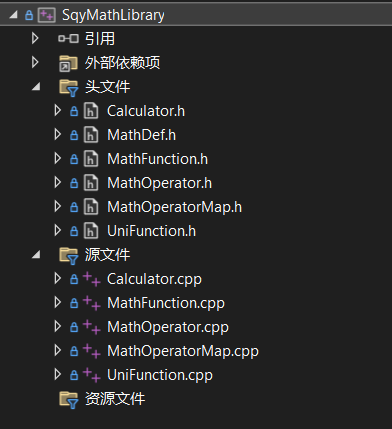 SqyMathLibrary
引用
外部依赖项
头文件
Calculator.h
MathDef.h
MathFunction.h
MathOperator.h
MathOperatorMap.h
UniFunction.h
源文件
Calculator.cpp
MathFunction.cpp
MathOperator.cpp
MathOperatorMap.cpp
UniFunction.cpp
资源文件